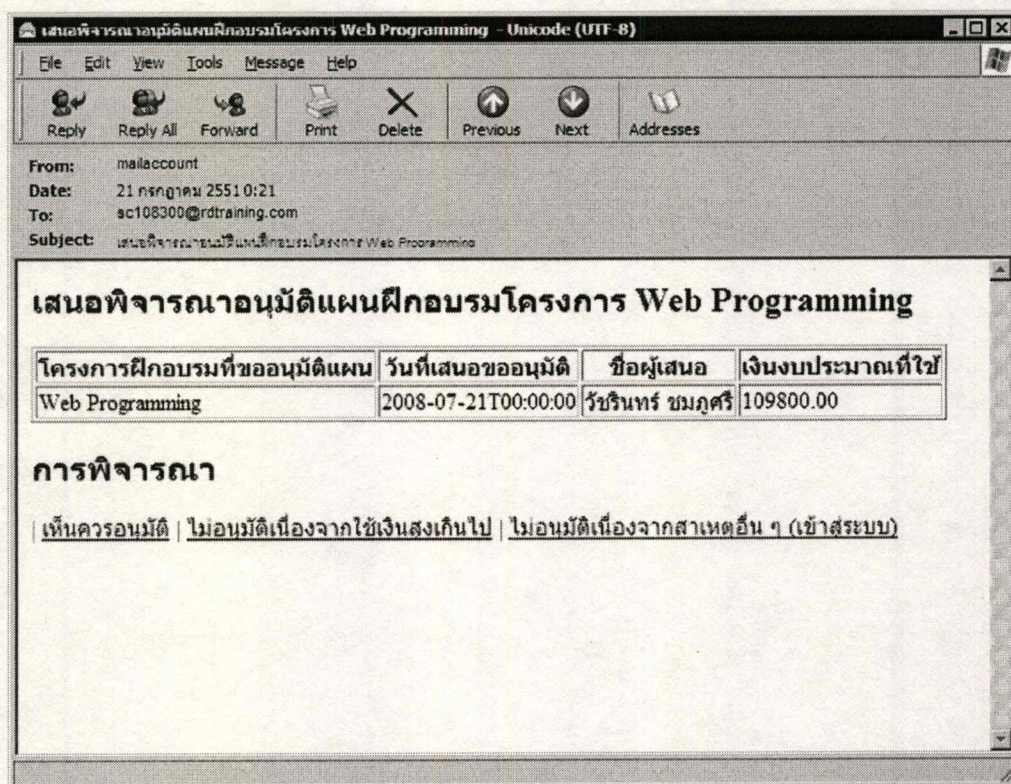 เสนอพิจารณาอนุมัติแผนฝึกอบรมโครงการ Web Programming - Unicode (UTF-8)
File Edit View Tools Message Help
Reply Reply All Forward Print Delete Previous Next Addresses
From: mailaccount
Date: 21 กรกฎาคม 2551 0:21
To: sc108300@rdtraining.com
Subject: เสนอพิจารณาอนุมัติแผนฝึกอบรมโครงการ Web Programming
เสนอพิจารณาอนุมัติแผนฝึกอบรมโครงการ Web Programming
โครงการฝึกอบรมที่ขออนุมัติแผน วันที่เสนอขออนุมัติ ชื่อผู้เสนอ เงินงบประมาณที่ใช้
Web Programming 2008-07-21T00:00:00 วัชรินทร์ ชมภูศรี 109800.00
การพิจารณา
| เห็นควรอนุมัติ | ไม่อนุมัติเนื่องจากใช้เงินสูงเกินไป | ไม่อนุมัติเนื่องจากสาเหตุอื่น ๆ (เข้าสู่ระบบ)